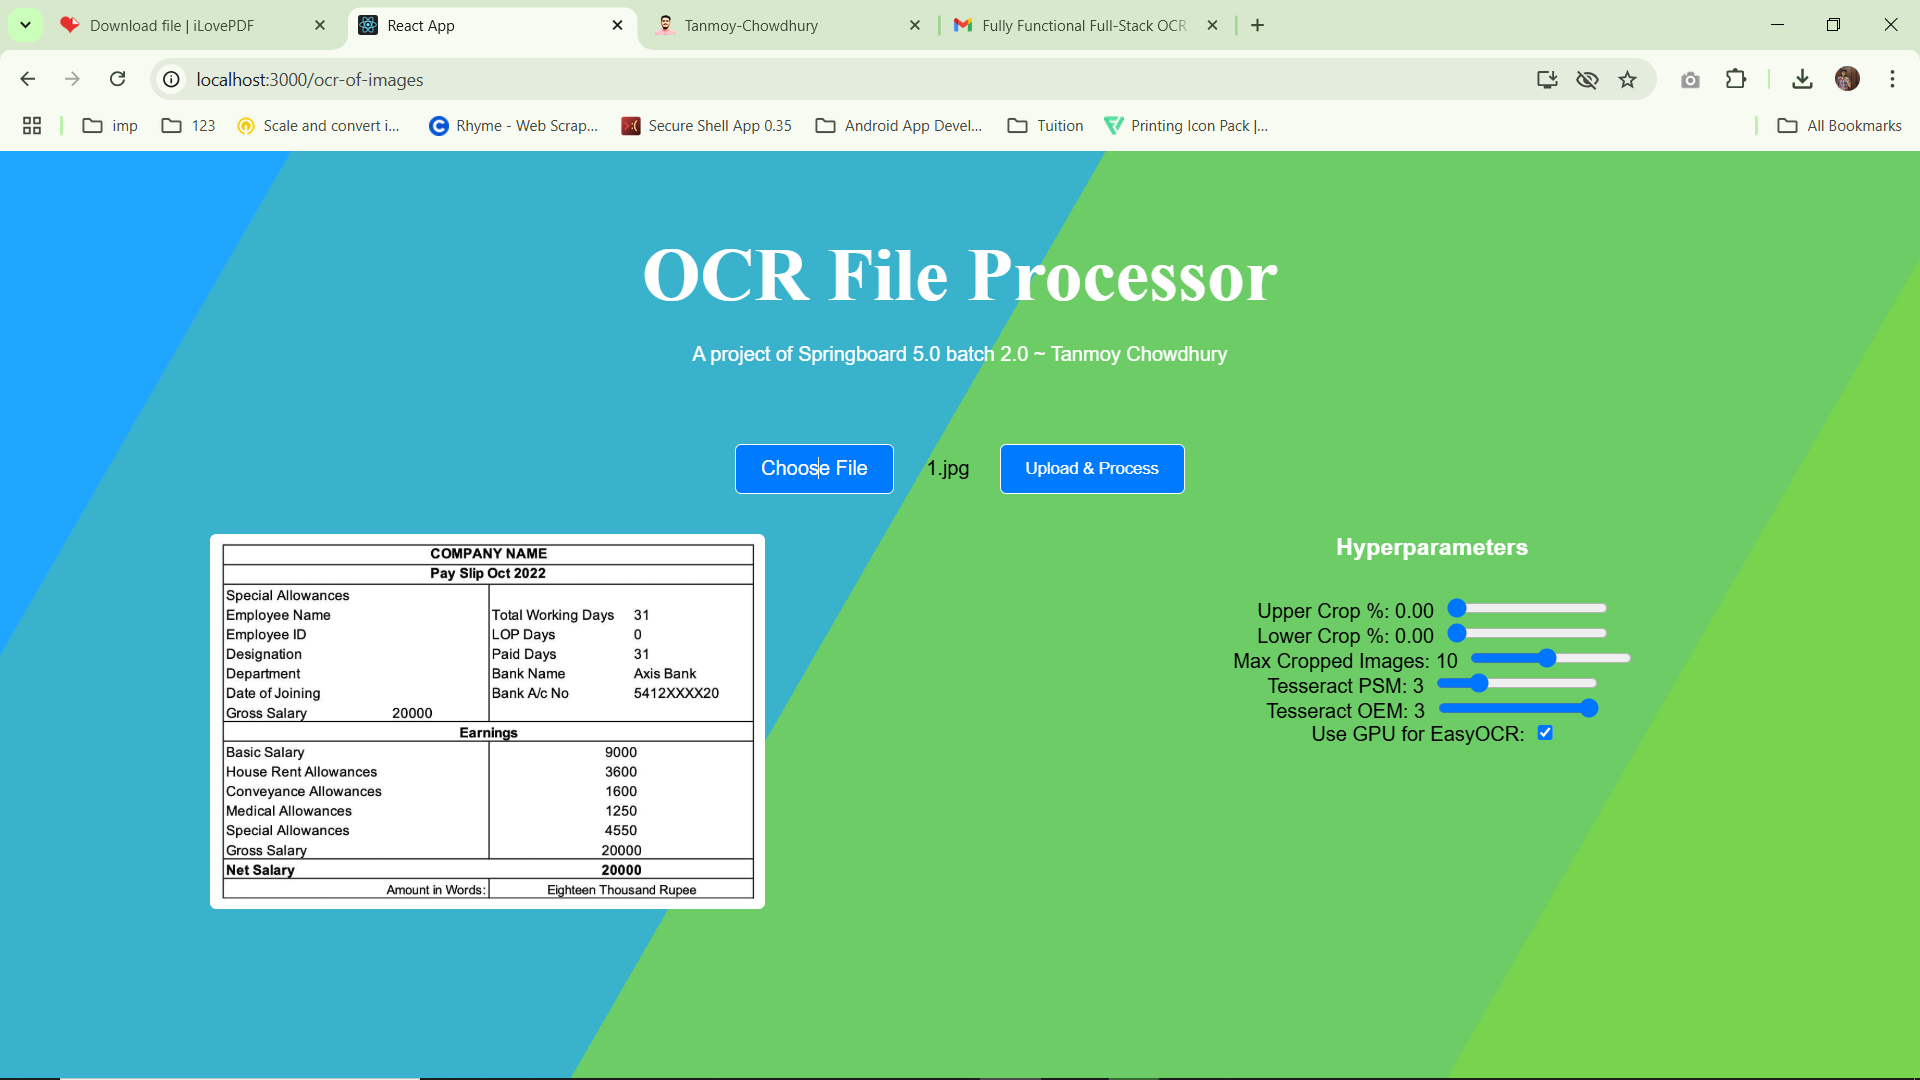 Download file | iLovePDF
React App
Tanmoy-Chowdhury
Fully Functional Full-Stack OCR
localhost:3000/ocr-of-images
imp
123
Scale and convert i...
Rhyme - Web Scrap...
Secure Shell App 0.35
Android App Devel...
Tuition
Printing Icon Pack |...
All Bookmarks
OCR File Processor
A project of Springboard 5.0 batch 2.0 ~ Tanmoy Chowdhury
Choose File 1.jpg Upload & Process
COMPANY NAME
Pay Slip Oct 2022
Special Allowances
Employee Name Total Working Days 31
Employee ID LOP Days 0
Designation Paid Days 31
Department Bank Name Axis Bank
Date of Joining Bank A/c No 5412XXXX20
Gross Salary 20000
Earnings
Basic Salary 9000
House Rent Allowances 3600
Conveyance Allowances 1600
Medical Allowances 1250
Special Allowances 4550
Gross Salary 20000
Net Salary 20000
Amount in Words: Eighteen Thousand Rupee
Hyperparameters
Upper Crop %: 0.00
Lower Crop %: 0.00
Max Cropped Images: 10
Tesseract PSM: 3
Tesseract OEM: 3
Use GPU for EasyOCR: